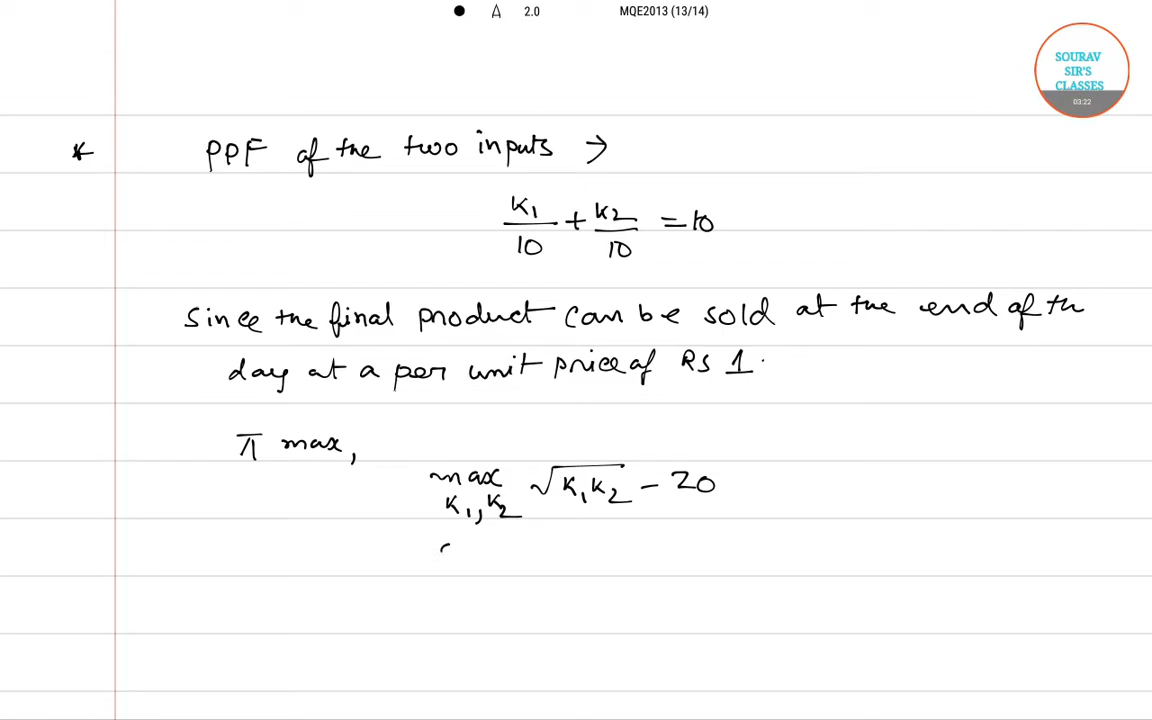 2.0 MQE2013 (13/14)
SOURAV
SIR'S
CLASSES
03:22
* PPF of the two inputs →
K₁/10 + K₂/10 = 10
Since the final product can be sold at the end of th
day at a per unit price of RS 1.
π max,
max √K₁K₂ - 20
K₁,K₂